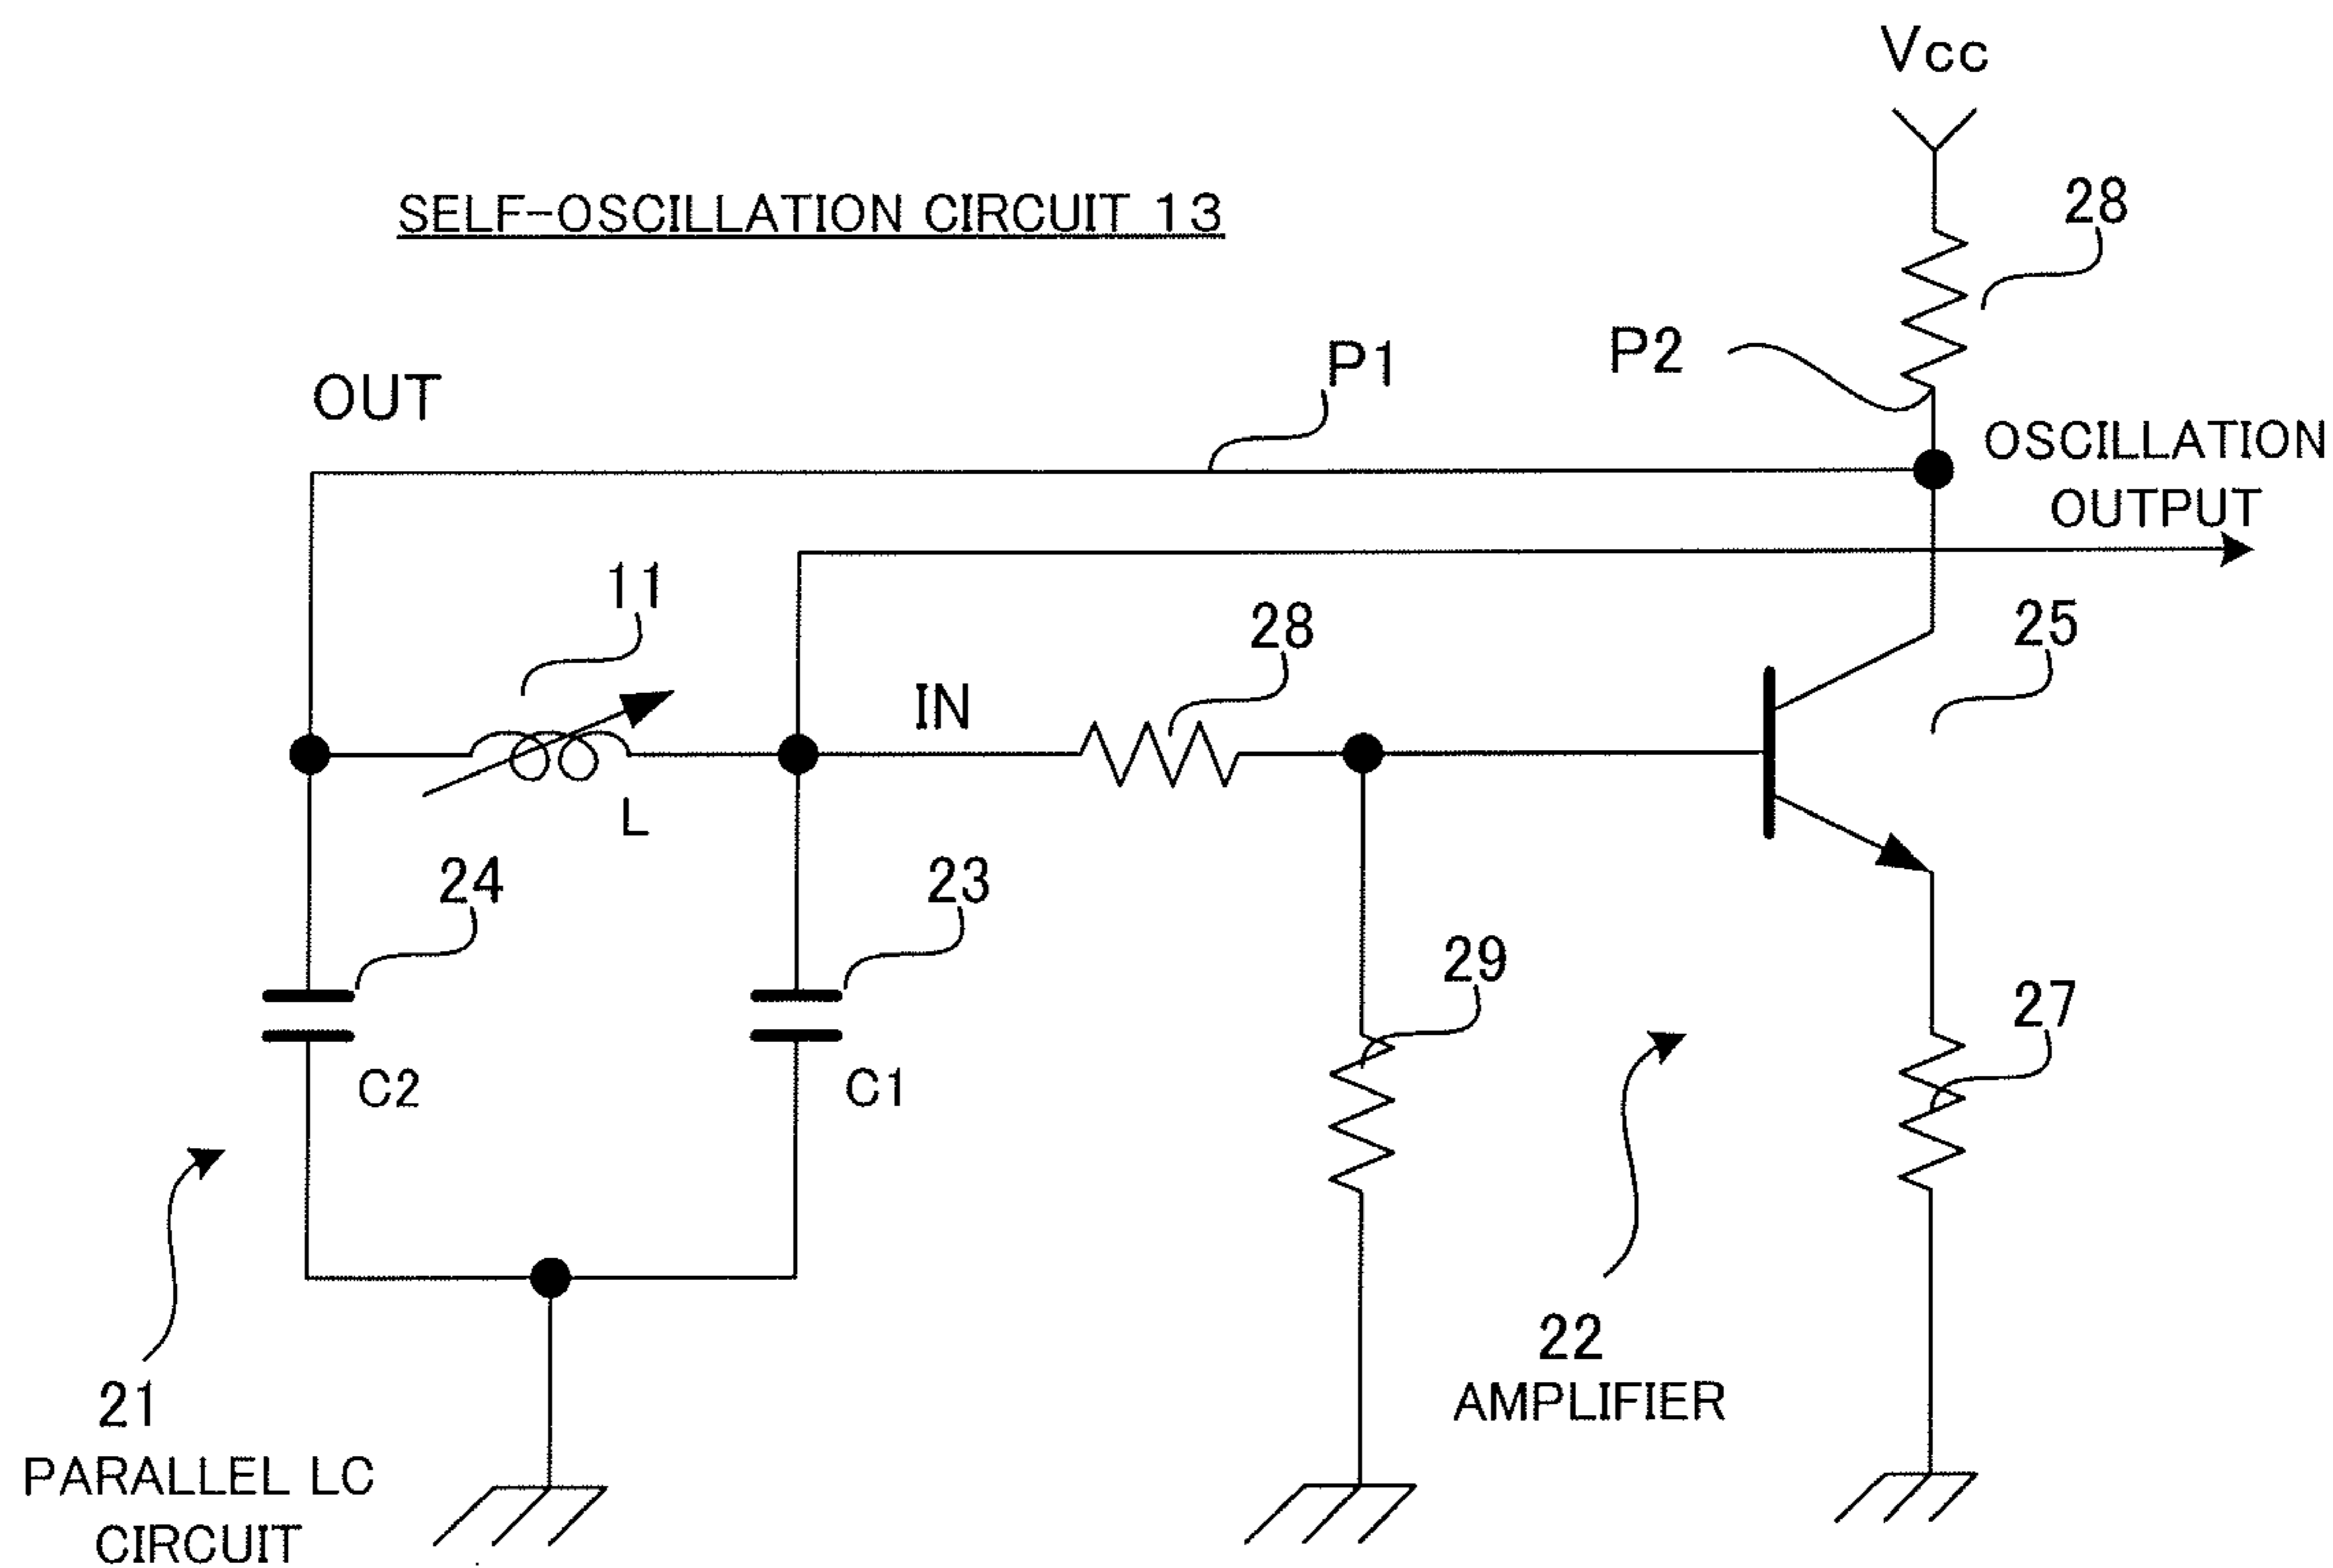 Vcc
SELF-OSCILLATION CIRCUIT 13
28
P1
P2
OUT
OSCILLATION
OUTPUT
11
28
25
IN
L
24
23
29
27
C2
C1
22
AMPLIFIER
21
PARALLEL LC
CIRCUIT